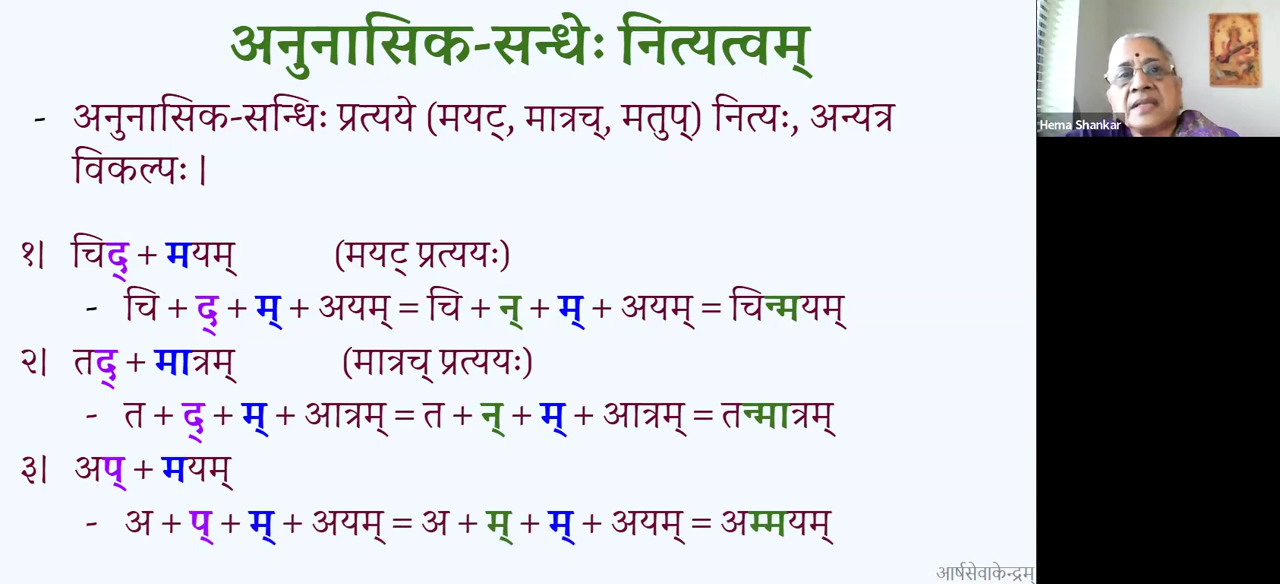 अनुनासिक-सन्धेः नित्यत्वम्
- अनुनासिक-सन्धिः प्रत्यये (मयट्, मात्रच्, मतुप्) नित्यः, अन्यत्र
विकल्पः |
१| चिद् + मयम् (मयट् प्रत्ययः)
- चि + द् + म् + अयम् = चि + न् + म् + अयम् = चिन्मयम्
२| तद् + मात्रम् (मात्रच् प्रत्ययः)
- त + द् + म् + आत्रम् = त + न् + म् + आत्रम् = तन्मात्रम्
३| अप् + मयम्
- अ + प् + म् + अयम् = अ + म् + म् + अयम् = अम्मयम्
आर्षसेवाकेन्द्रम्
Hema Shankar